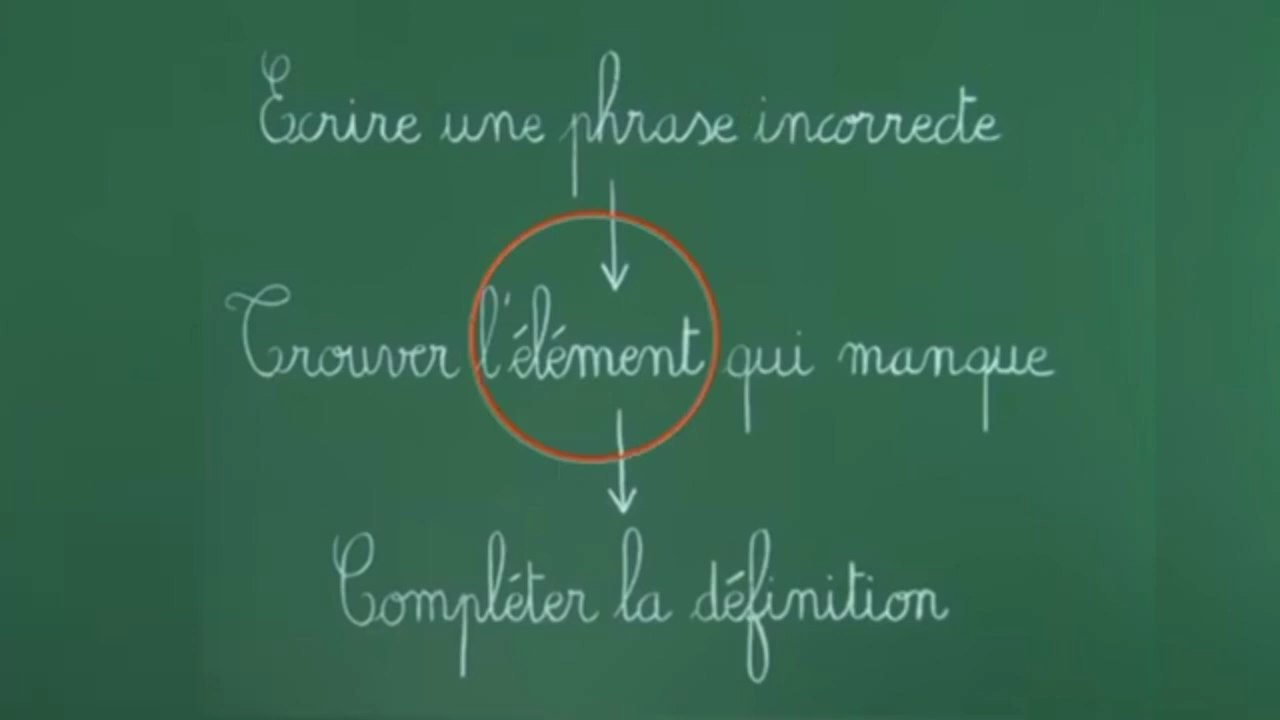 Ecrire une phrase incorrecte
Trouver l'élément qui manque
Compléter la définition